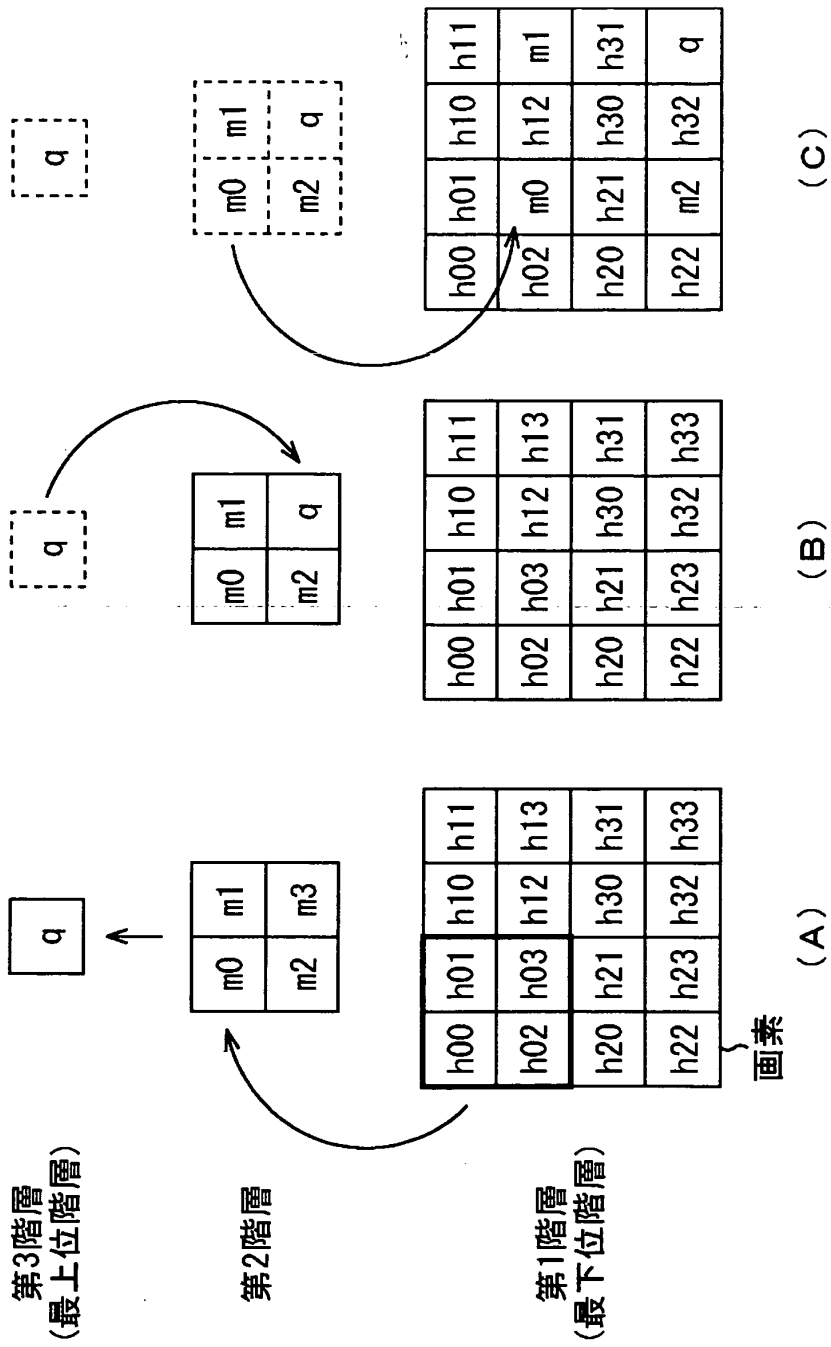 第3階層
(最上位階層)
第2階層
第1階層
(最下位階層)
q
m0 m1
m2 m3
h00 h01 h10 h11
h02 h03 h12 h13
h20 h21 h30 h31
h22 h23 h32 h33
画素
(A)
q
m0 m1
m2 q
h00 h01 h10 h11
h02 h03 h12 h13
h20 h21 h30 h31
h22 h23 h32 h33
(B)
q
m0 m1
m2 q
h00 h01 h10 h11
h02 m0 h12 m1
h20 h21 h30 h31
h22 m2 h32 q
(C)